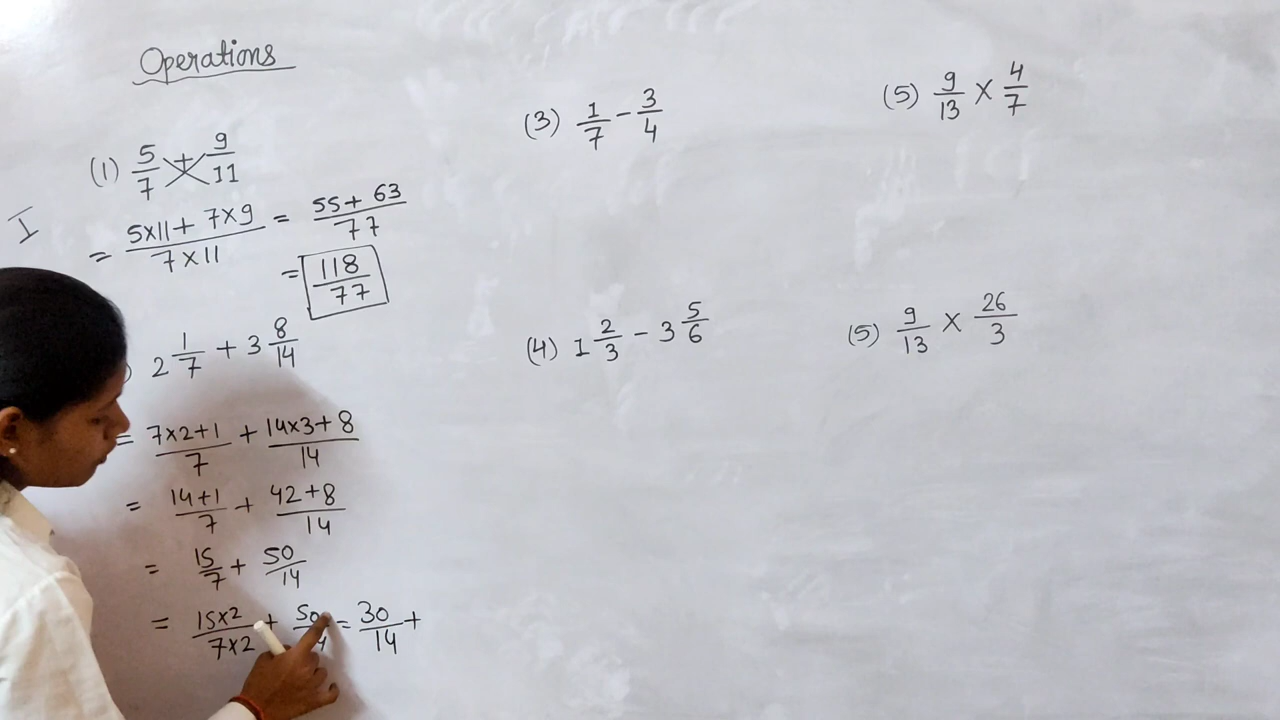 Operations
(1) 5/7 + 9/11
I
= (5×11 + 7×9)/(7×11) = (55 + 63)/77
= 118/77
) 2 1/7 + 3 8/14
= (7×2+1)/7 + (14×3+8)/14
= (14+1)/7 + (42+8)/14
= 15/7 + 50/14
= (15×2)/(7×2) + 50/ = 30/14 +
(3) 1/7 − 3/4
(4) 1 2/3 − 3 5/6
(5) 9/13 × 4/7
(5) 9/13 × 26/3